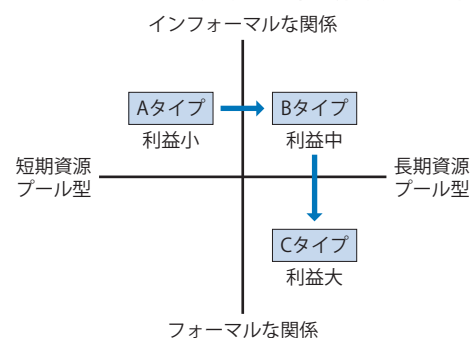 インフォーマルな関係
Aタイプ
利益小
Bタイプ
利益中
短期資源
プール型
長期資源
プール型
Cタイプ
利益大
フォーマルな関係